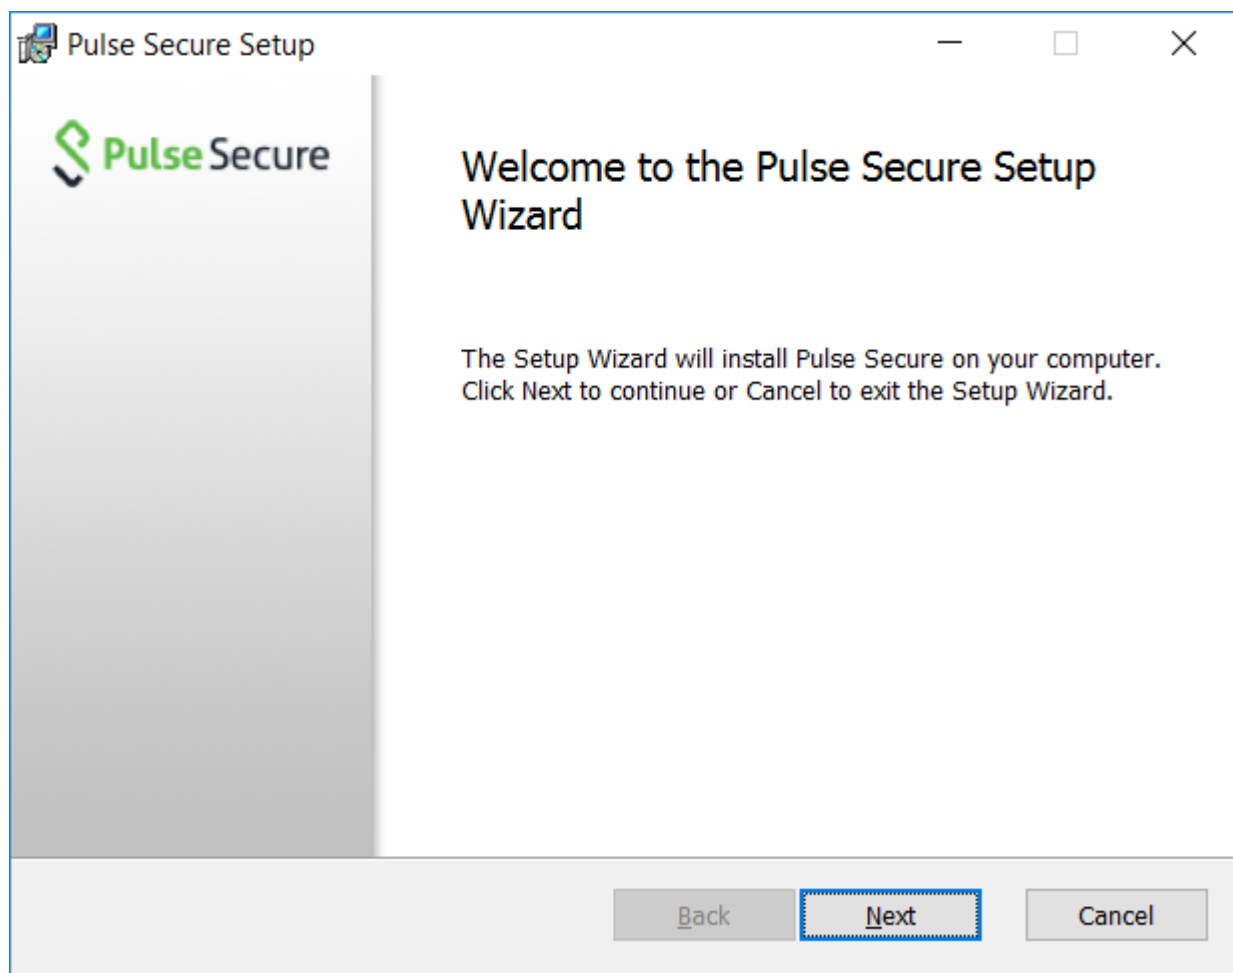 Pulse Secure Setup
Pulse Secure
Welcome to the Pulse Secure Setup
Wizard
The Setup Wizard will install Pulse Secure on your computer.
Click Next to continue or Cancel to exit the Setup Wizard.
Back Next Cancel